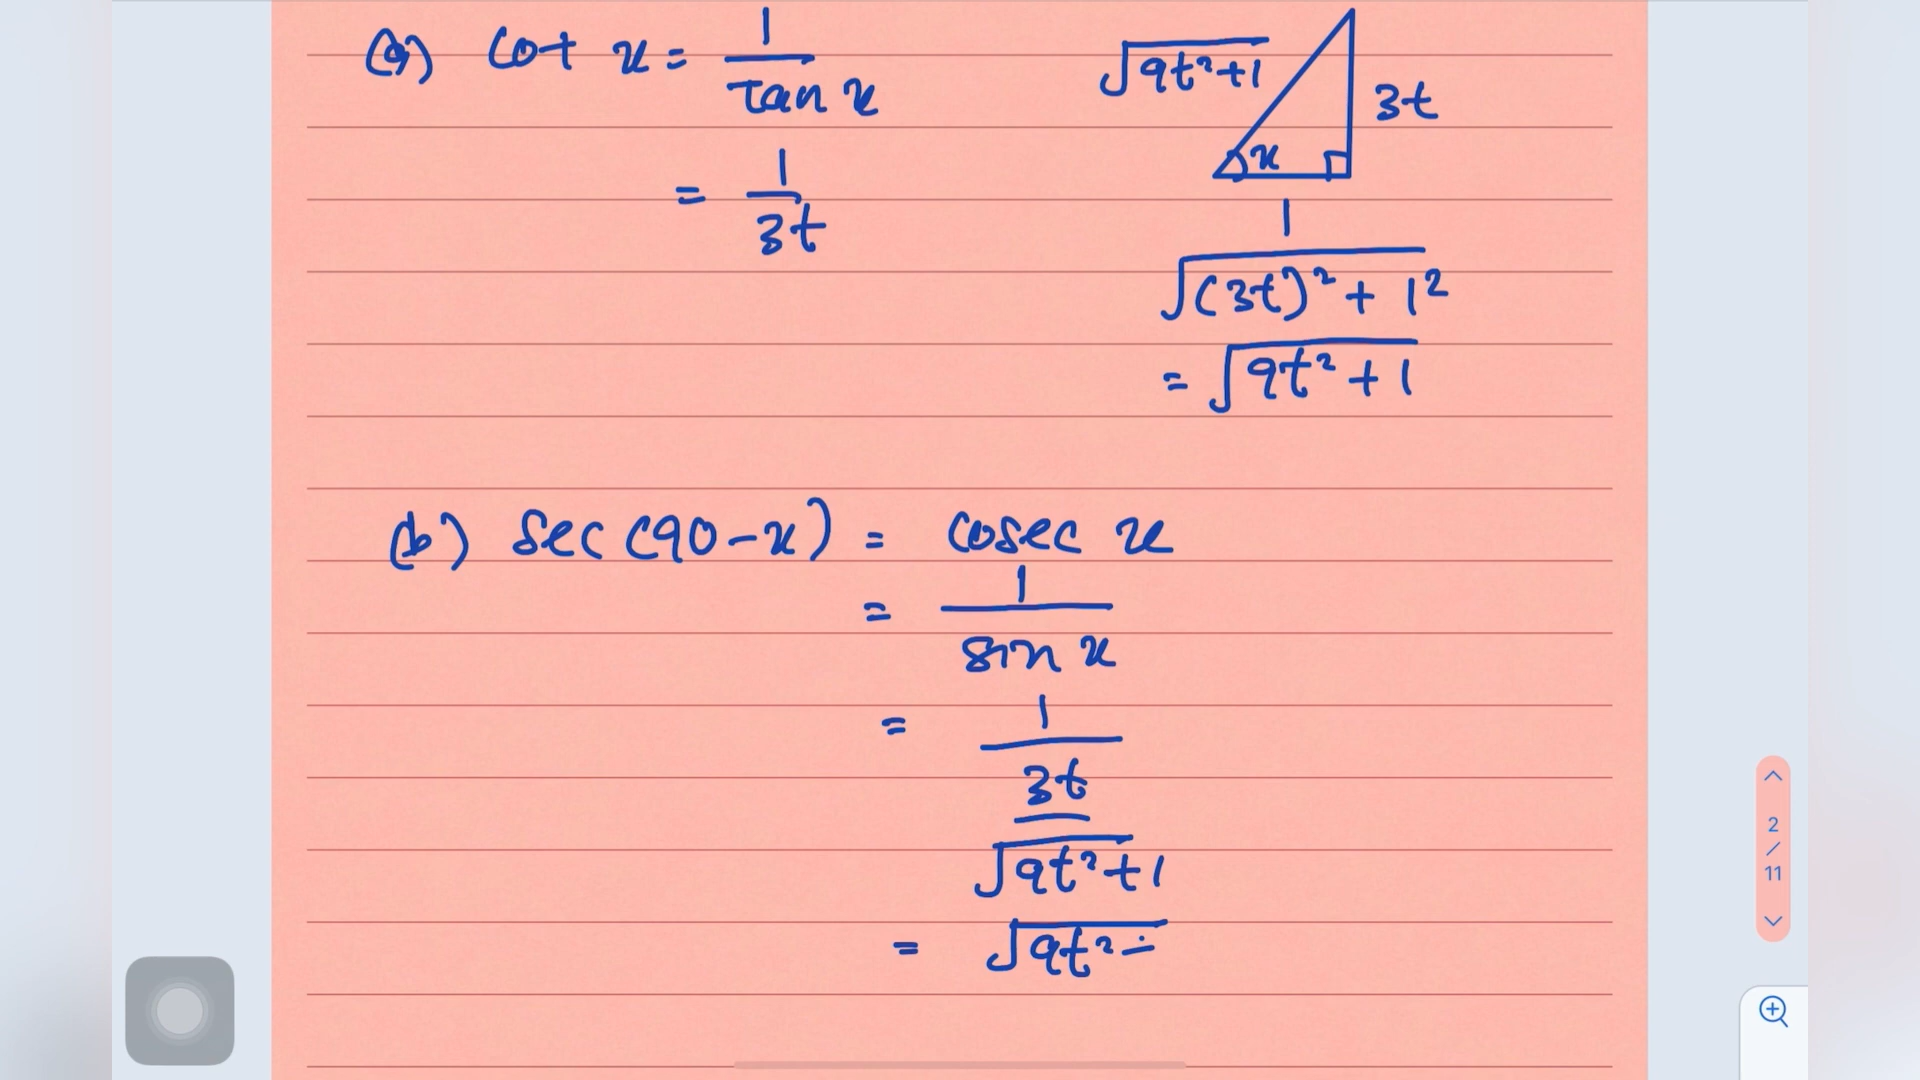 (a) cot x = 1 / tan x
= 1 / 3t
√9t²+1
3t
x
1
√(3t)² + 1²
= √9t² + 1
(b) sec (90-x) = cosec x
= 1 / sin x
= 1 / 3t / √9t²+1
= √9t²
2
/
11